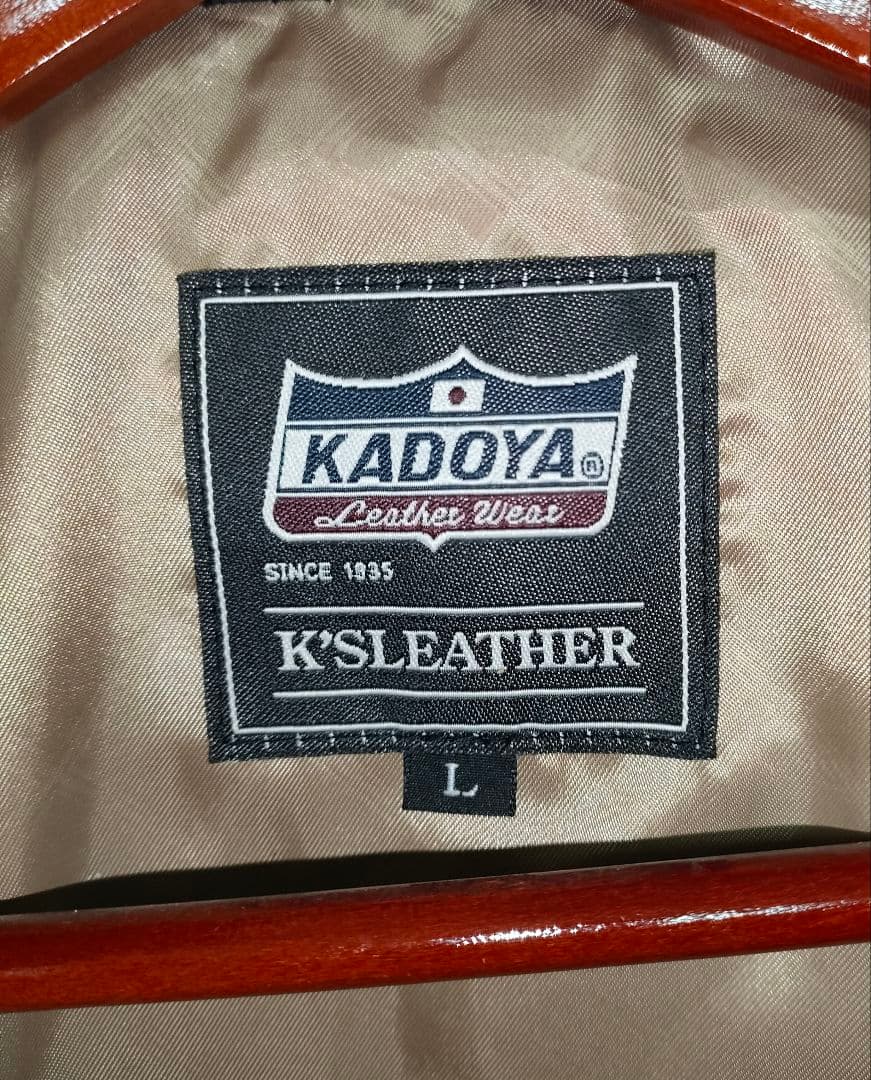 KADOYA®
Leather Wear
SINCE 1935
K'SLEATHER
L